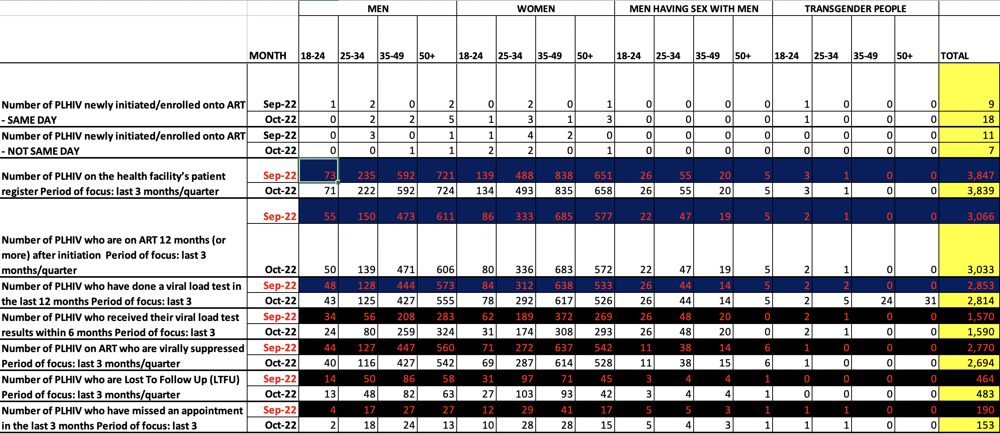 MEN WOMEN MEN HAVING SEX WITH MEN TRANSGENDER PEOPLE
MONTH 18-24 25-34 35-49 50+ 18-24 25-34 35-49 50+ 18-24 25-34 35-49 50+ 18-24 25-34 35-49 50+ TOTAL
Number of PLHIV newly initiated/enrolled onto ART Sep-22 1 2 0 2 0 2 0 1 0 0 0 0 1 0 0 0 9
- SAME DAY Oct-22 0 2 2 5 1 3 1 3 0 0 0 0 1 0 0 0 18
Number of PLHIV newly initiated/enrolled onto ART Sep-22 0 3 0 1 1 4 2 0 0 0 0 0 0 0 0 0 11
- NOT SAME DAY Oct-22 0 0 1 1 2 2 0 1 0 0 0 0 0 0 0 0 7
Number of PLHIV on the health facility’s patient Sep-22 73 235 592 721 139 488 838 651 26 55 20 5 3 1 0 0 3,847
register Period of focus: last 3 months/quarter Oct-22 71 222 592 724 134 493 835 658 26 55 20 5 3 1 0 0 3,839
Sep-22 55 150 473 611 86 333 685 577 22 47 19 5 2 1 0 0 3,066
Number of PLHIV who are on ART 12 months (or
more) after initiation  Period of focus: last 3
months/quarter Oct-22 50 139 471 606 80 336 683 572 22 47 19 5 2 1 0 0 3,033
Number of PLHIV who have done a viral load test in Sep-22 48 128 444 573 84 312 638 533 26 44 14 5 2 2 0 0 2,853
the last 12 months Period of focus: last 3 Oct-22 43 125 427 555 78 292 617 526 26 44 14 5 2 5 24 31 2,814
Number of PLHIV who received their viral load test Sep-22 34 56 208 283 62 189 372 269 26 48 20 0 2 1 0 0 1,570
results within 6 months Period of focus: last 3 Oct-22 24 80 259 324 31 174 308 293 26 48 20 0 2 1 0 0 1,590
Number of PLHIV on ART who are virally suppressed Sep-22 44 127 447 560 71 272 637 542 11 38 14 6 1 0 0 0 2,770
Period of focus: last 3 months/quarter Oct-22 40 116 427 542 69 287 614 528 11 38 15 6 1 0 0 0 2,694
Number of PLHIV who are Lost To Follow Up (LTFU) Sep-22 14 50 86 58 31 97 71 45 3 4 4 1 0 0 0 0 464
Period of focus: last 3 months/quarter Oct-22 13 48 82 63 27 103 93 42 3 4 4 1 0 0 0 0 483
Number of PLHIV who have missed an appointment Sep-22 4 17 27 27 12 29 41 17 5 5 3 1 1 1 0 0 190
in the last 3 months Period of focus: last 3 Oct-22 2 18 24 13 10 28 28 15 5 4 3 1 1 1 0 0 153